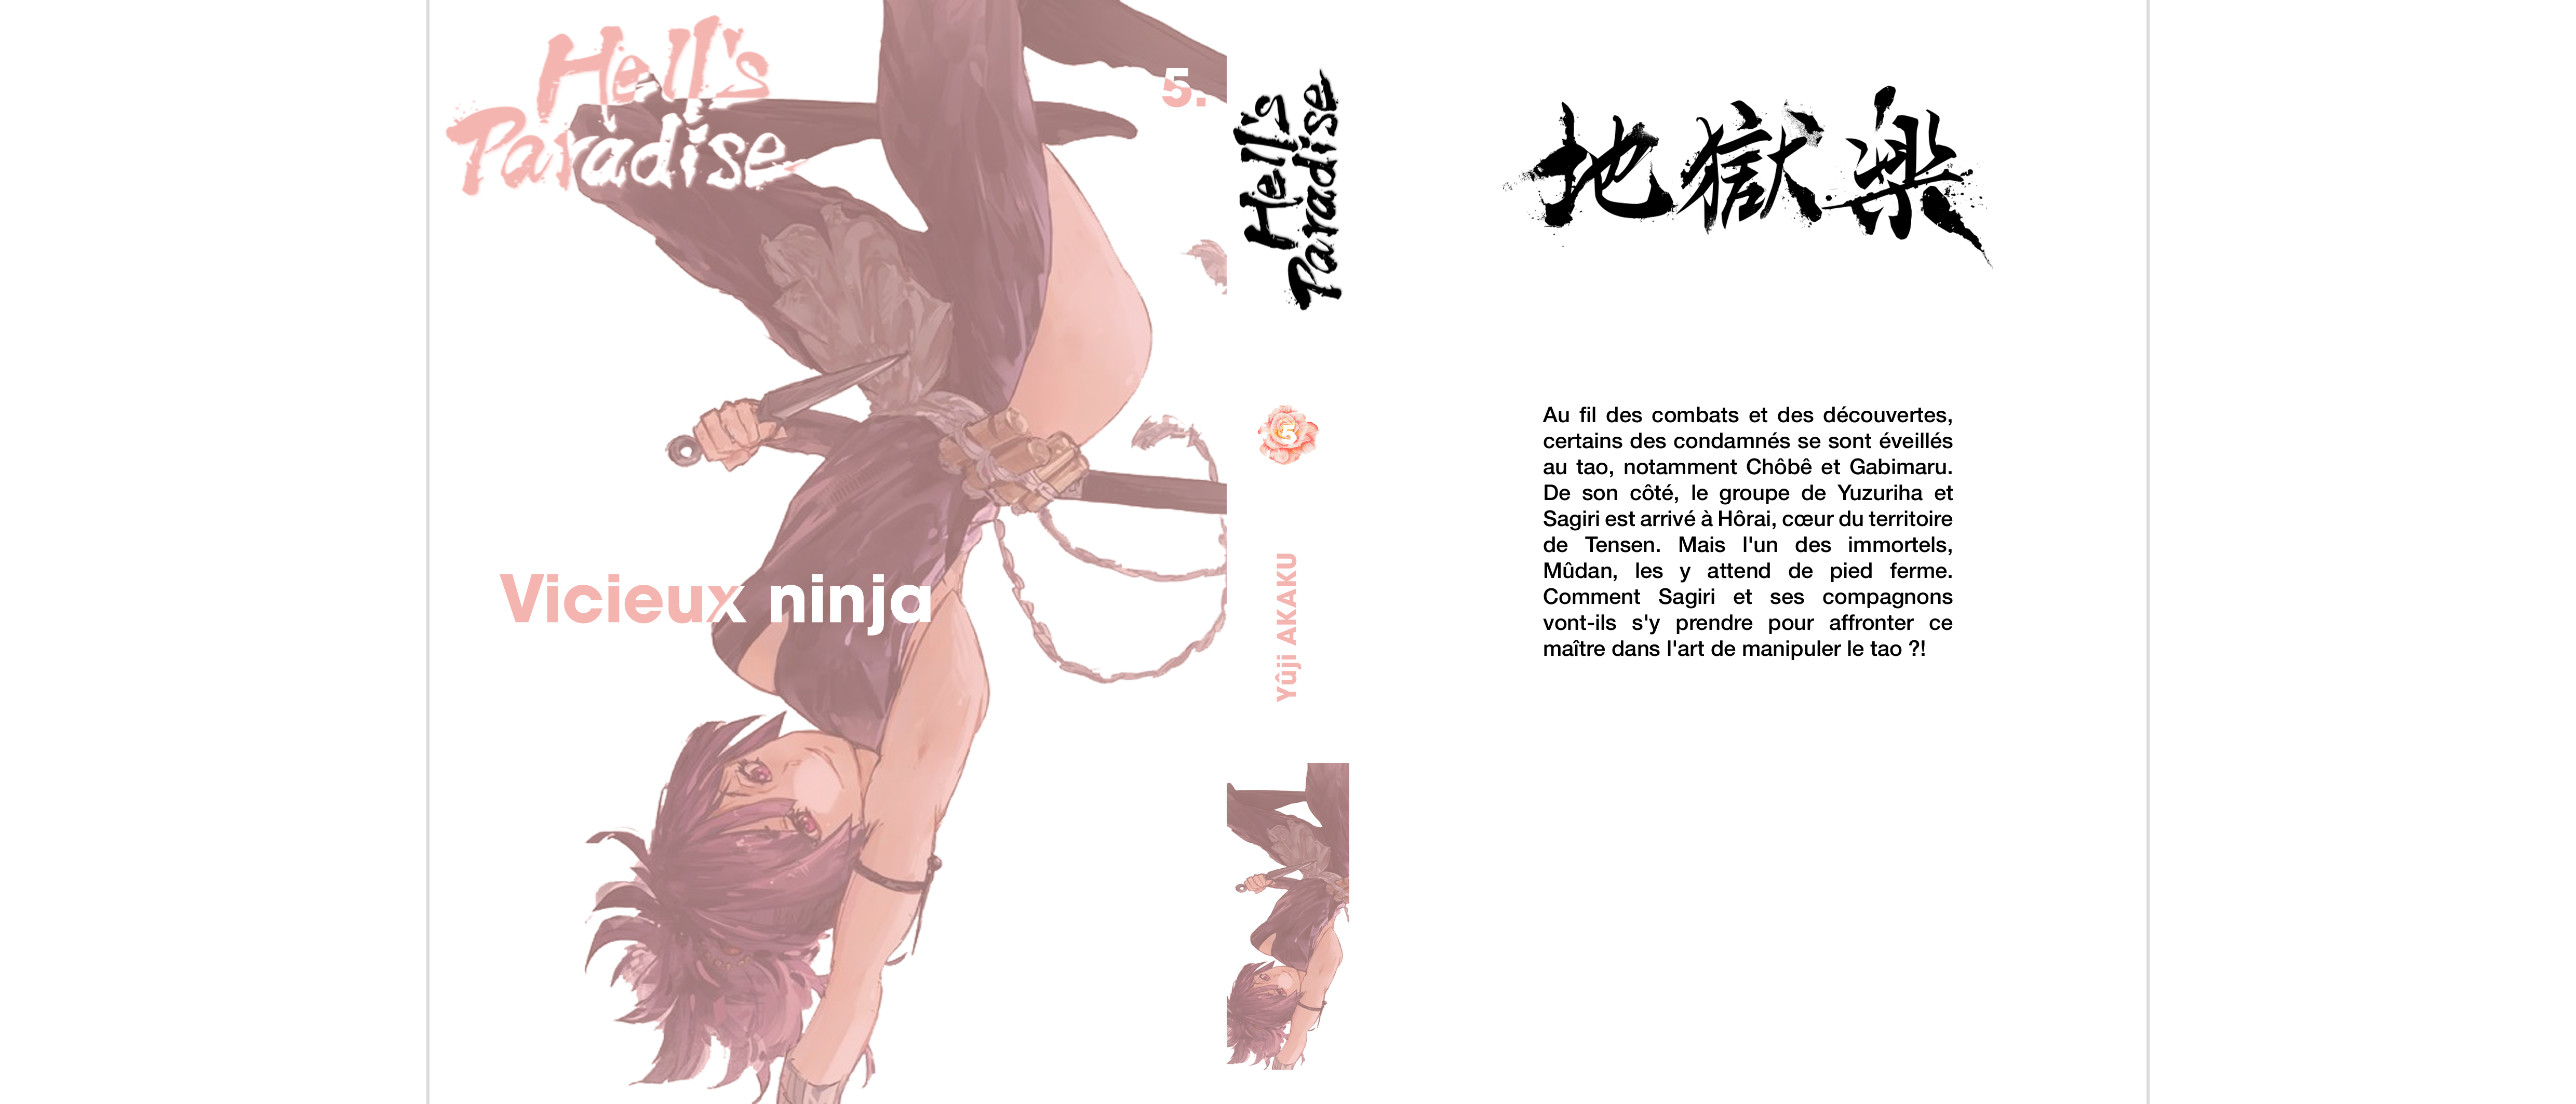 Hell's
Paradise
5.
Vicieux ninja
Hell's
Paradise
5
Yûji AKAKU
地獄楽
Au fil des combats et des découvertes,
certains des condamnés se sont éveillés
au tao, notamment Chôbê et Gabimaru.
De son côté, le groupe de Yuzuriha et
Sagiri est arrivé à Hôrai, cœur du territoire
de Tensen. Mais l'un des immortels,
Mûdan, les y attend de pied ferme.
Comment Sagiri et ses compagnons
vont-ils s'y prendre pour affronter ce
maître dans l'art de manipuler le tao ?!